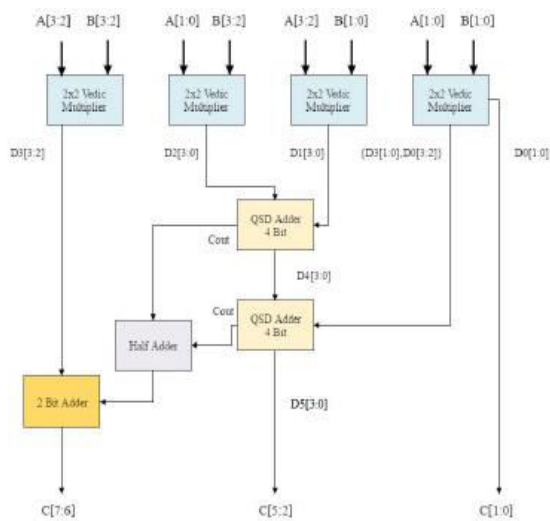 A[3:2] B[3:2] A[1:0] B[3:2] A[3:2] B[1:0] A[1:0] B[1:0]
2x2 Vedic
Multiplier
2x2 Vedic
Multiplier
2x2 Vedic
Multiplier
2x2 Vedic
Multiplier
D3[3:2] D2[3:0] D1[3:0] (D3[1:0],D0[3:2]) D0[1:0]
QSD Adder
4 Bit
Cout
D4[3:0]
Cout
QSD Adder
4 Bit
Half Adder
2 Bit Adder
D5[3:0]
C[7:6] C[5:2] C[1:0]